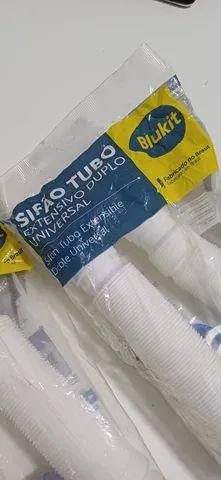 SIFÃO TUBO
EXTENSIVO DUPLO
UNIVERSAL
Sifón Tubo Extensible
Doble Universal
Blukit
Fabricado no Brasil